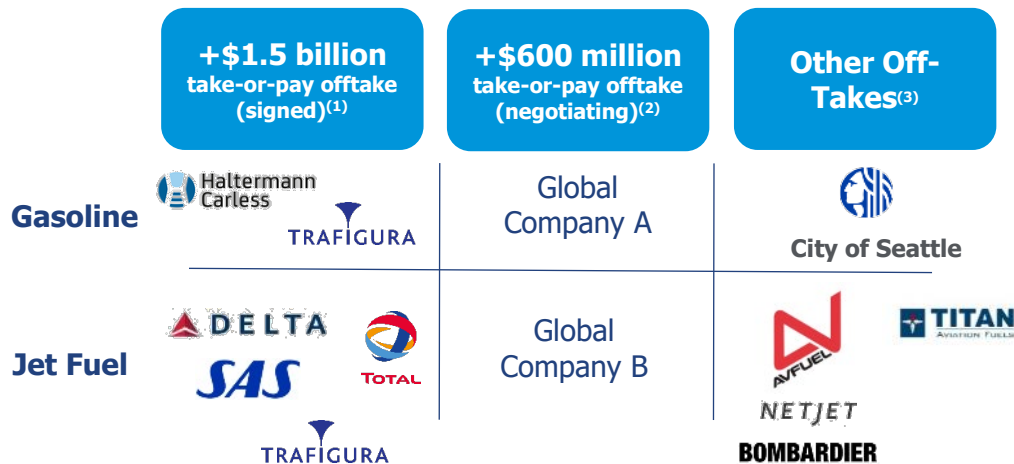 +$1.5 billion
take-or-pay offtake
(signed)(1)
+$600 million
take-or-pay offtake
(negotiating)(2)
Other Off-
Takes(3)
Gasoline
Haltermann
Carless
TRAFIGURA
Global
Company A
City of Seattle
Jet Fuel
DELTA
SAS
TOTAL
TRAFIGURA
Global
Company B
AVFUEL
TITAN
AVIATION FUELS
NETJET
BOMBARDIER